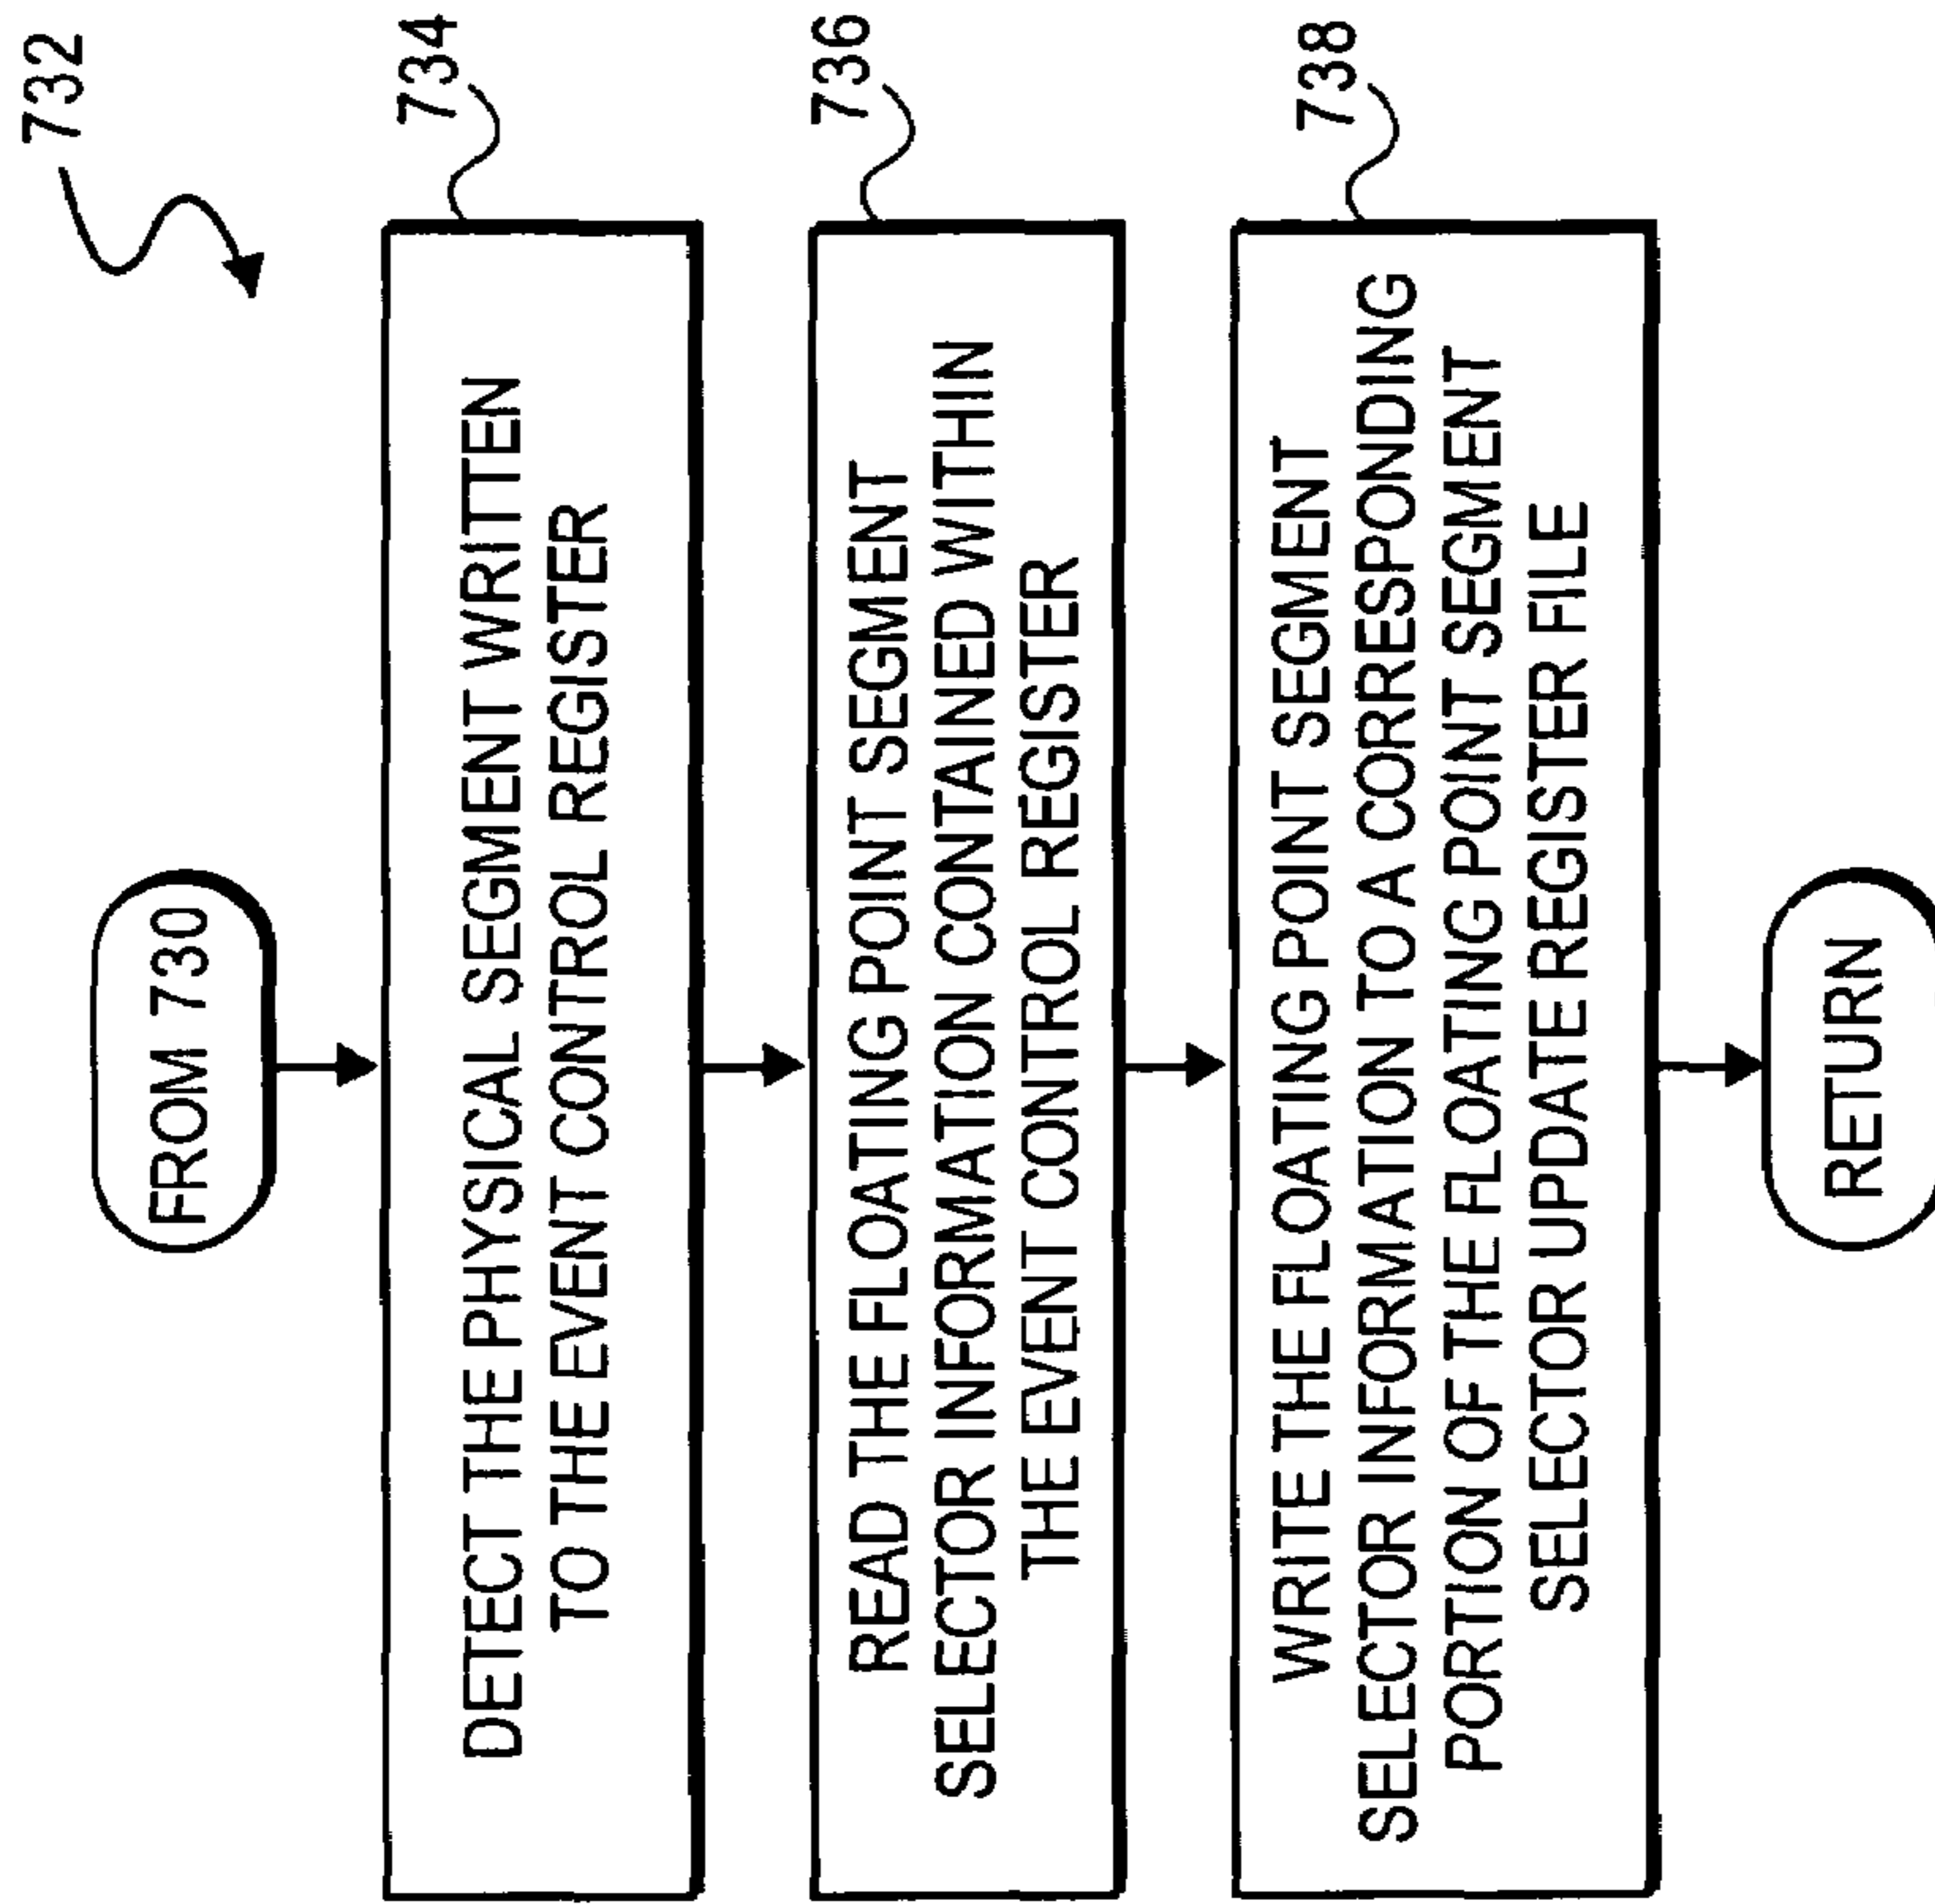 732
FROM 730
734
DETECT THE PHYSICAL SEGMENT WRITTEN
TO THE EVENT CONTROL REGISTER
736
READ THE FLOATING POINT SEGMENT
SELECTOR INFORMATION CONTAINED WITHIN
THE EVENT CONTROL REGISTER
738
WRITE THE FLOATING POINT SEGMENT
SELECTOR INFORMATION TO A CORRESPONDING
PORTION OF THE FLOATING POINT SEGMENT
SELECTOR UPDATE REGISTER FILE
RETURN